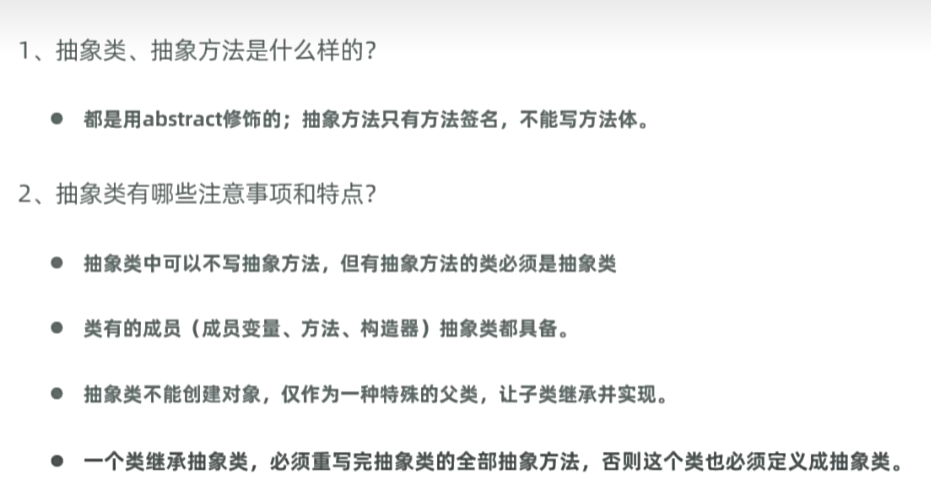 1、抽象类、抽象方法是什么样的？
● 都是用abstract修饰的；抽象方法只有方法签名，不能写方法体。
2、抽象类有哪些注意事项和特点？
● 抽象类中可以不写抽象方法，但有抽象方法的类必须是抽象类
● 类有的成员（成员变量、方法、构造器）抽象类都具备。
● 抽象类不能创建对象，仅作为一种特殊的父类，让子类继承并实现。
● 一个类继承抽象类，必须重写完抽象类的全部抽象方法，否则这个类也必须定义成抽象类。